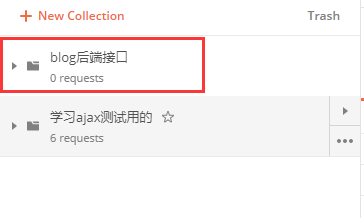 + New Collection Trash
blog后端接口
0 requests
学习ajax测试用的
6 requests